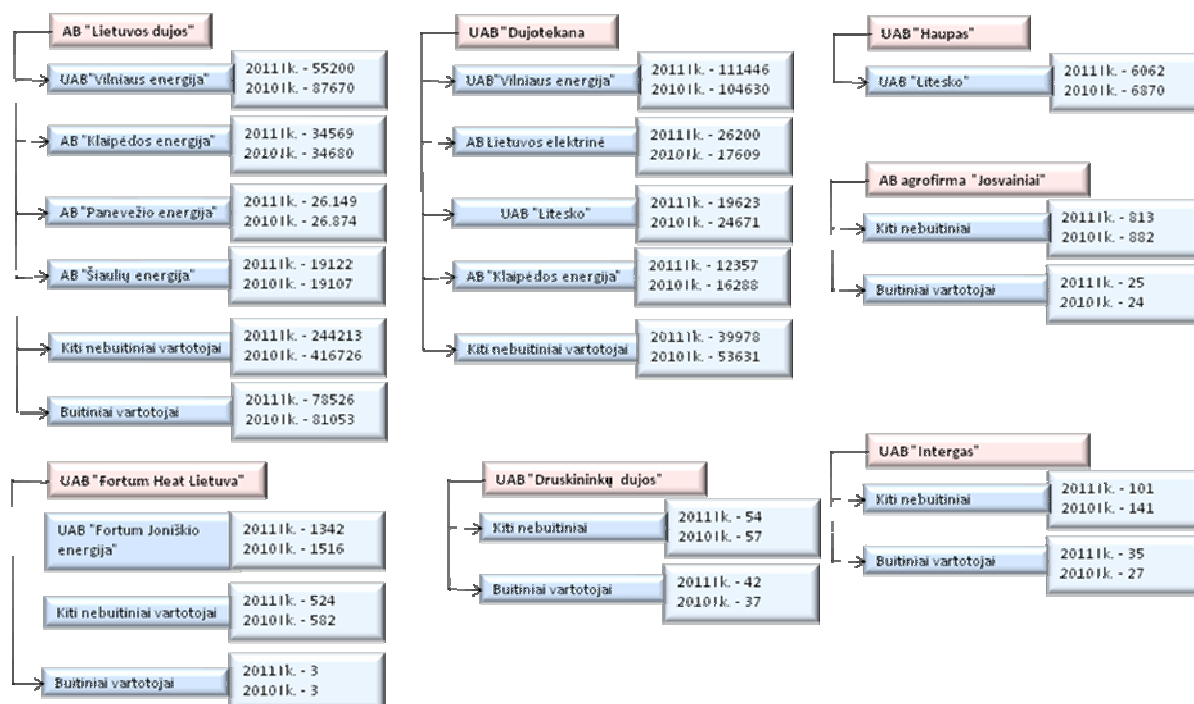 AB "Lietuvos dujos"
UAB"Vilniaus energija"
2011 I k. - 55200
2010 I k. - 87670
AB "Klaipėdos energija"
2011 I k. - 34569
2010 I k. - 34680
AB "Panevėžio energija"
2011 I k. - 26.149
2010 I k. - 26.874
AB "Šiaulių energija"
2011 I k. - 19122
2010 I k. - 19107
Kiti nebuitiniai vartotojai
2011 I k. - 244213
2010 I k. - 416726
Buitiniai vartotojai
2011 I k. - 78526
2010 I k. - 81053
UAB "Dujotekana"
UAB"Vilniaus energija"
2011 I k. - 111446
2010 I k. - 104630
AB Lietuvos elektrinė
2011 I k. - 26200
2010 I k. - 17609
UAB "Litesko"
2011 I k. - 19623
2010 I k. - 24671
AB "Klaipėdos energija"
2011 I k. - 12357
2010 I k. - 16288
Kiti nebuitiniai vartotojai
2011 I k. - 39978
2010 I k. - 53631
UAB "Haupas"
UAB "Litesko"
2011 I k. - 6062
2010 I k. - 6870
AB agrofirma "Josvainiai"
Kiti nebuitiniai
2011 I k. - 813
2010 I k. - 882
Buitiniai vartotojai
2011 I k. - 25
2010 I k. - 24
UAB "Fortum Heat Lietuva"
UAB "Fortum Joniškio
energija"
2011 I k. - 1342
2010 I k. - 1516
Kiti nebuitiniai vartotojai
2011 I k. - 524
2010 I k. - 582
Buitiniai vartotojai
2011 I k. - 3
2010 I k. - 3
UAB "Druskininkų dujos"
Kiti nebuitiniai
2011 I k. - 54
2010 I k. - 57
Buitiniai vartotojai
2011 I k. - 42
2010 I k. - 37
UAB "Intergas"
Kiti nebuitiniai
2011 I k. - 101
2010 I k. - 141
Buitiniai vartotojai
2011 I k. - 35
2010 I k. - 27